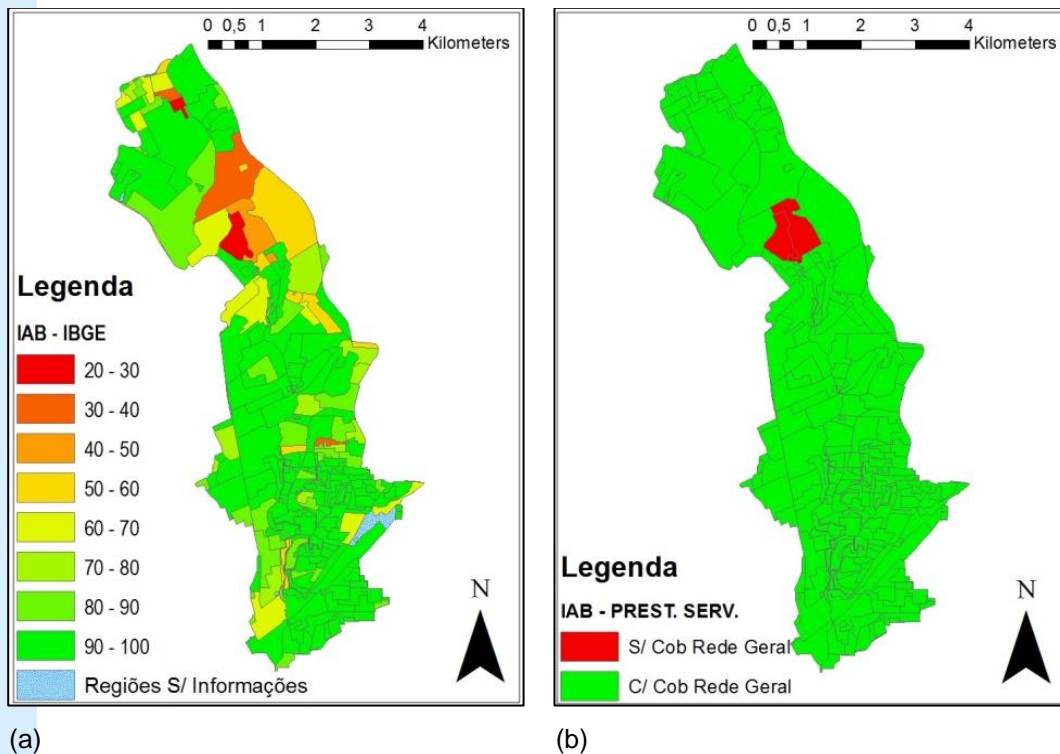 0 0,5 1 2 3 4
Kilometers
Legenda
IAB - IBGE
20 - 30
30 - 40
40 - 50
50 - 60
60 - 70
70 - 80
80 - 90
90 - 100
Regiões S/ Informações
N
(a)
0 0,5 1 2 3 4
Kilometers
Legenda
IAB - PREST. SERV.
S/ Cob Rede Geral
C/ Cob Rede Geral
N
(b)